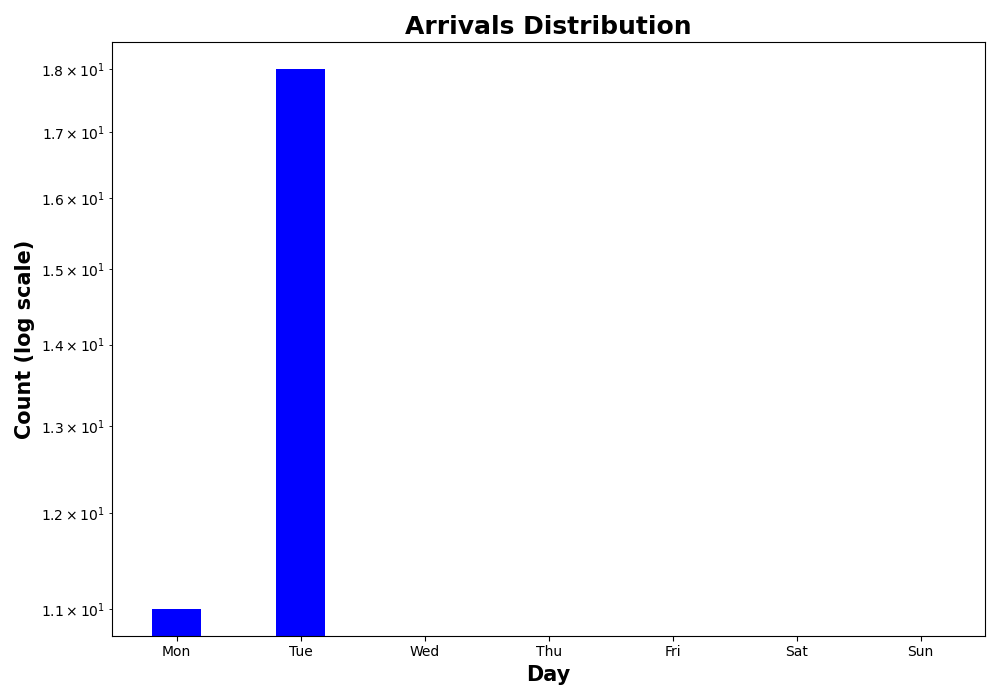 Arrivals Distribution
Count (log scale)
1.8 × 10¹
1.7 × 10¹
1.6 × 10¹
1.5 × 10¹
1.4 × 10¹
1.3 × 10¹
1.2 × 10¹
1.1 × 10¹
Mon Tue Wed Thu Fri Sat Sun
Day